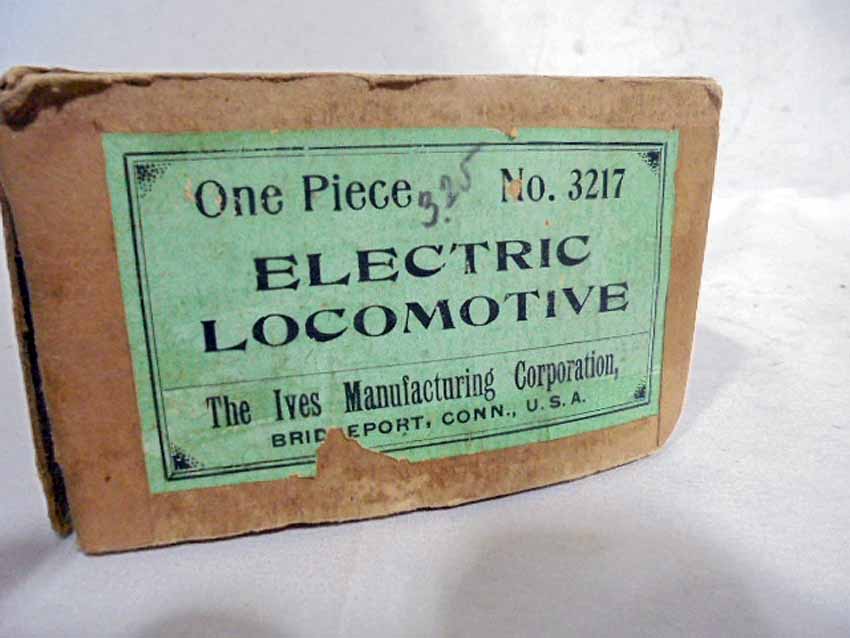 One Piece 3.25 No. 3217
ELECTRIC
LOCOMOTIVE
The Ives Manufacturing Corporation,
BRIDGEPORT, CONN., U.S.A.